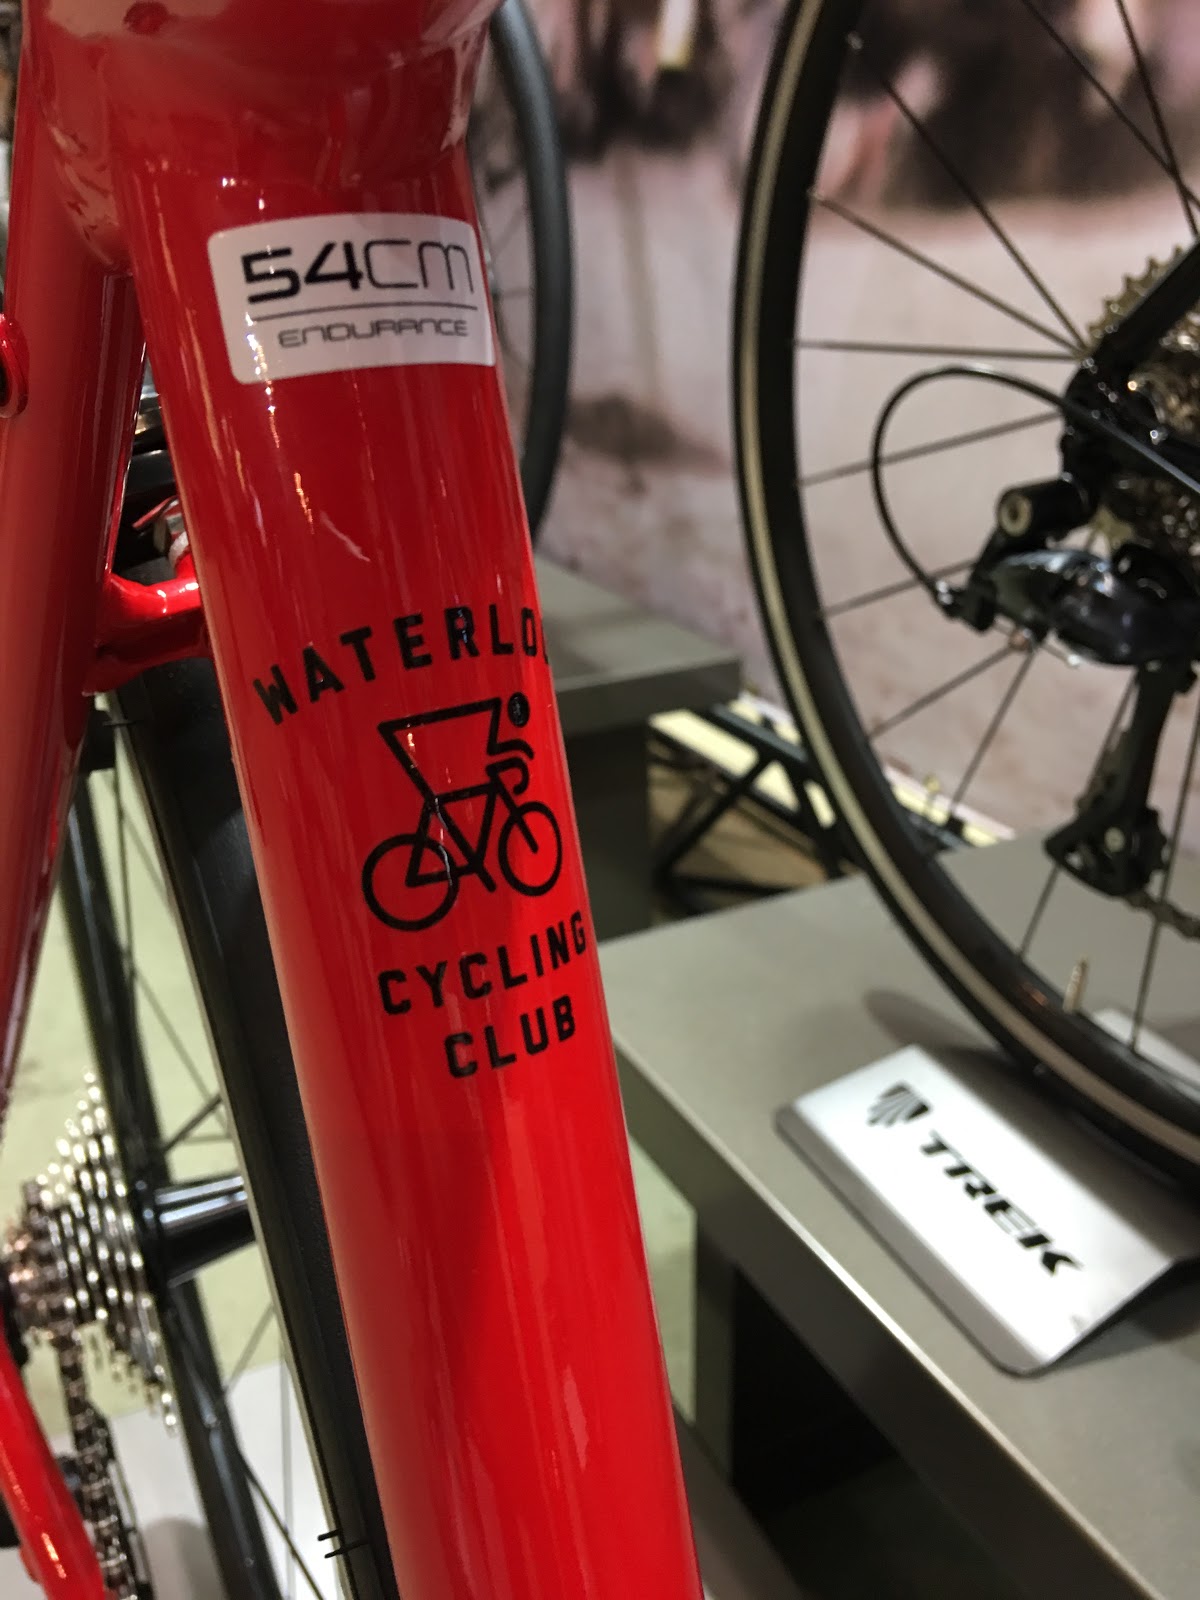 54CM
ENDURANCE
WATERLOO
CYCLING
CLUB
TREK